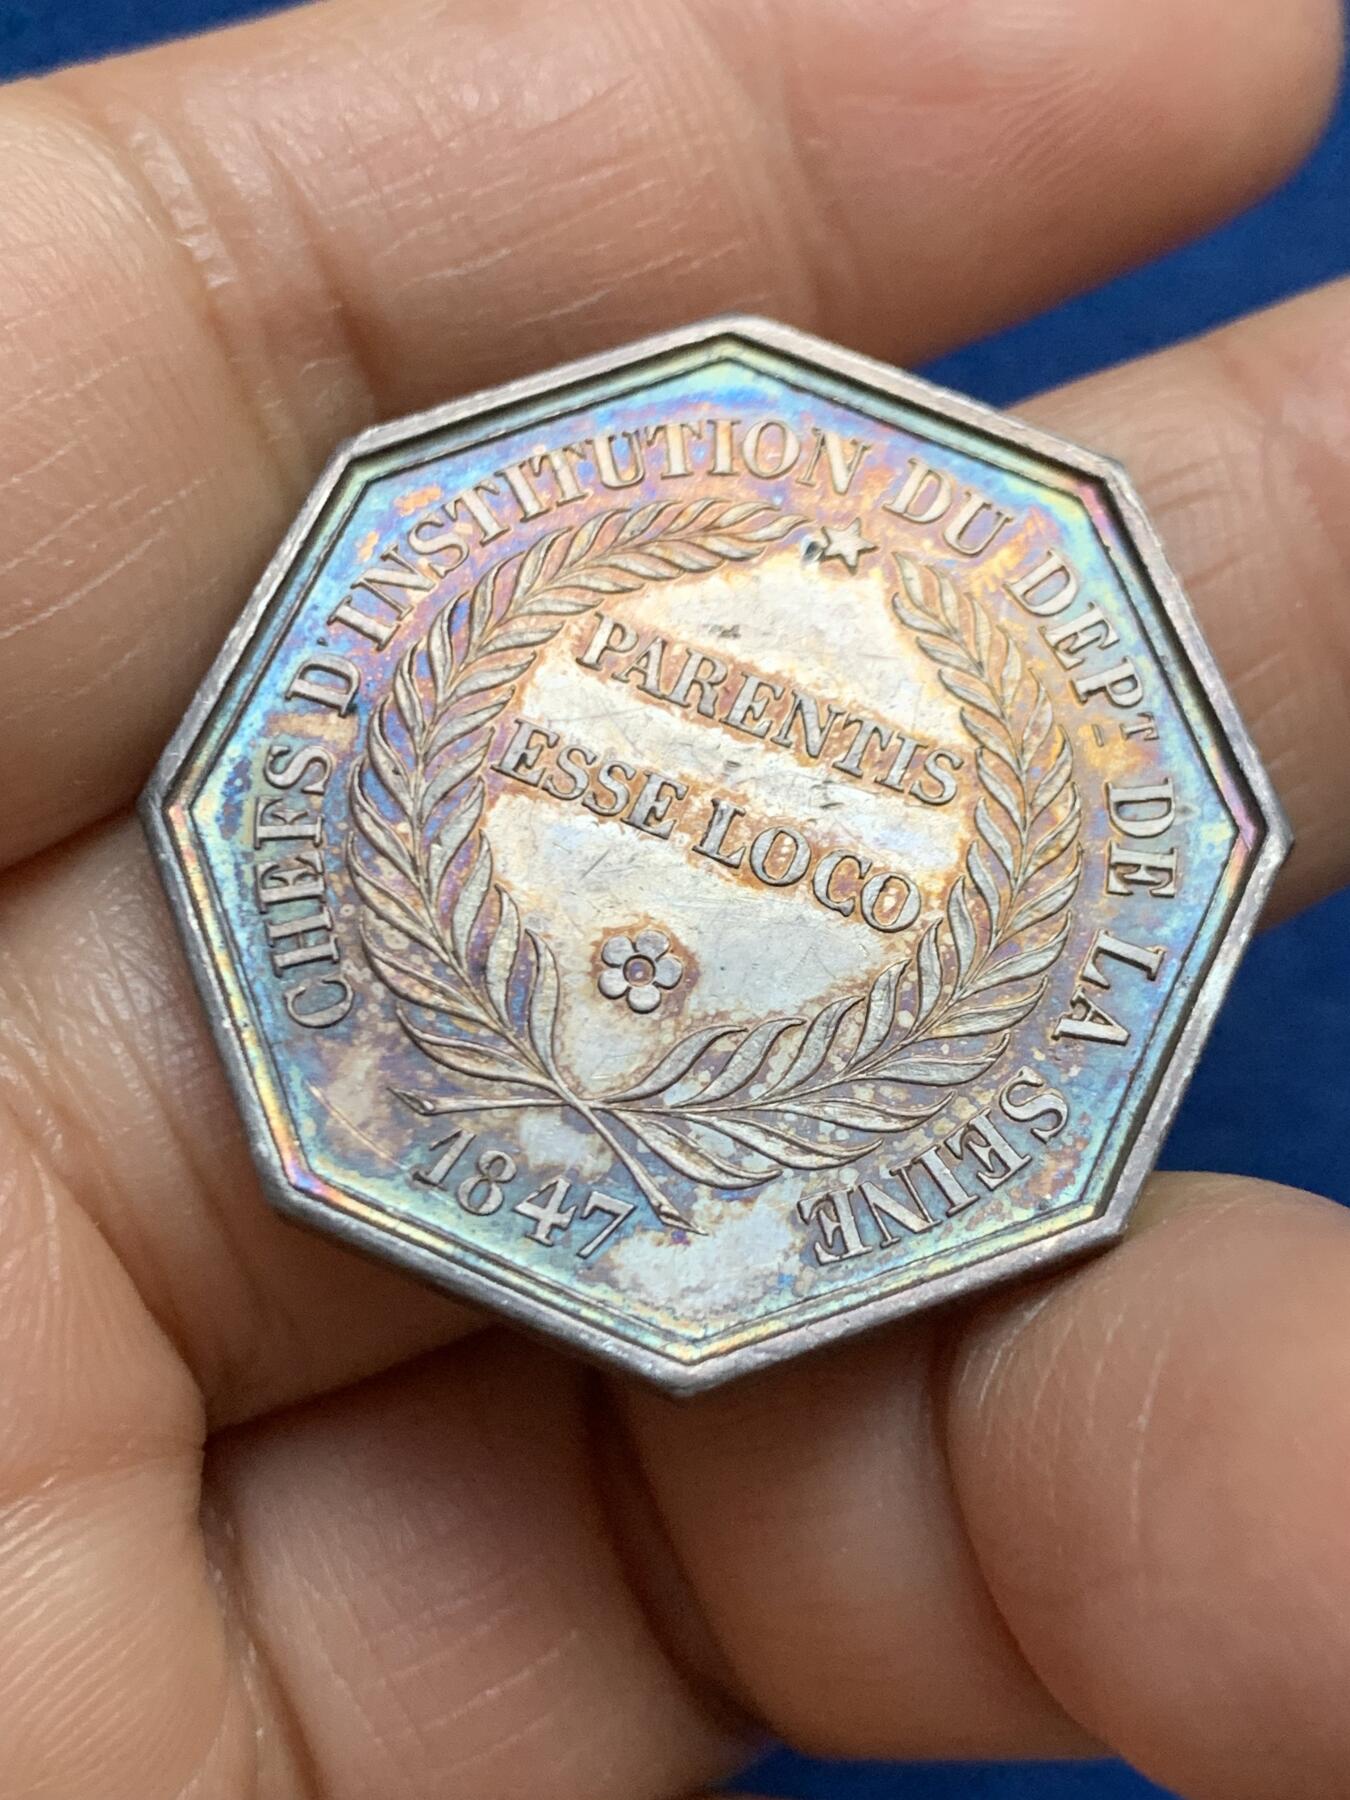 CHEFS D'INSTITUTION DU DEPT DE LA SEINE
PARENTIS
ESSE LOCO
1847